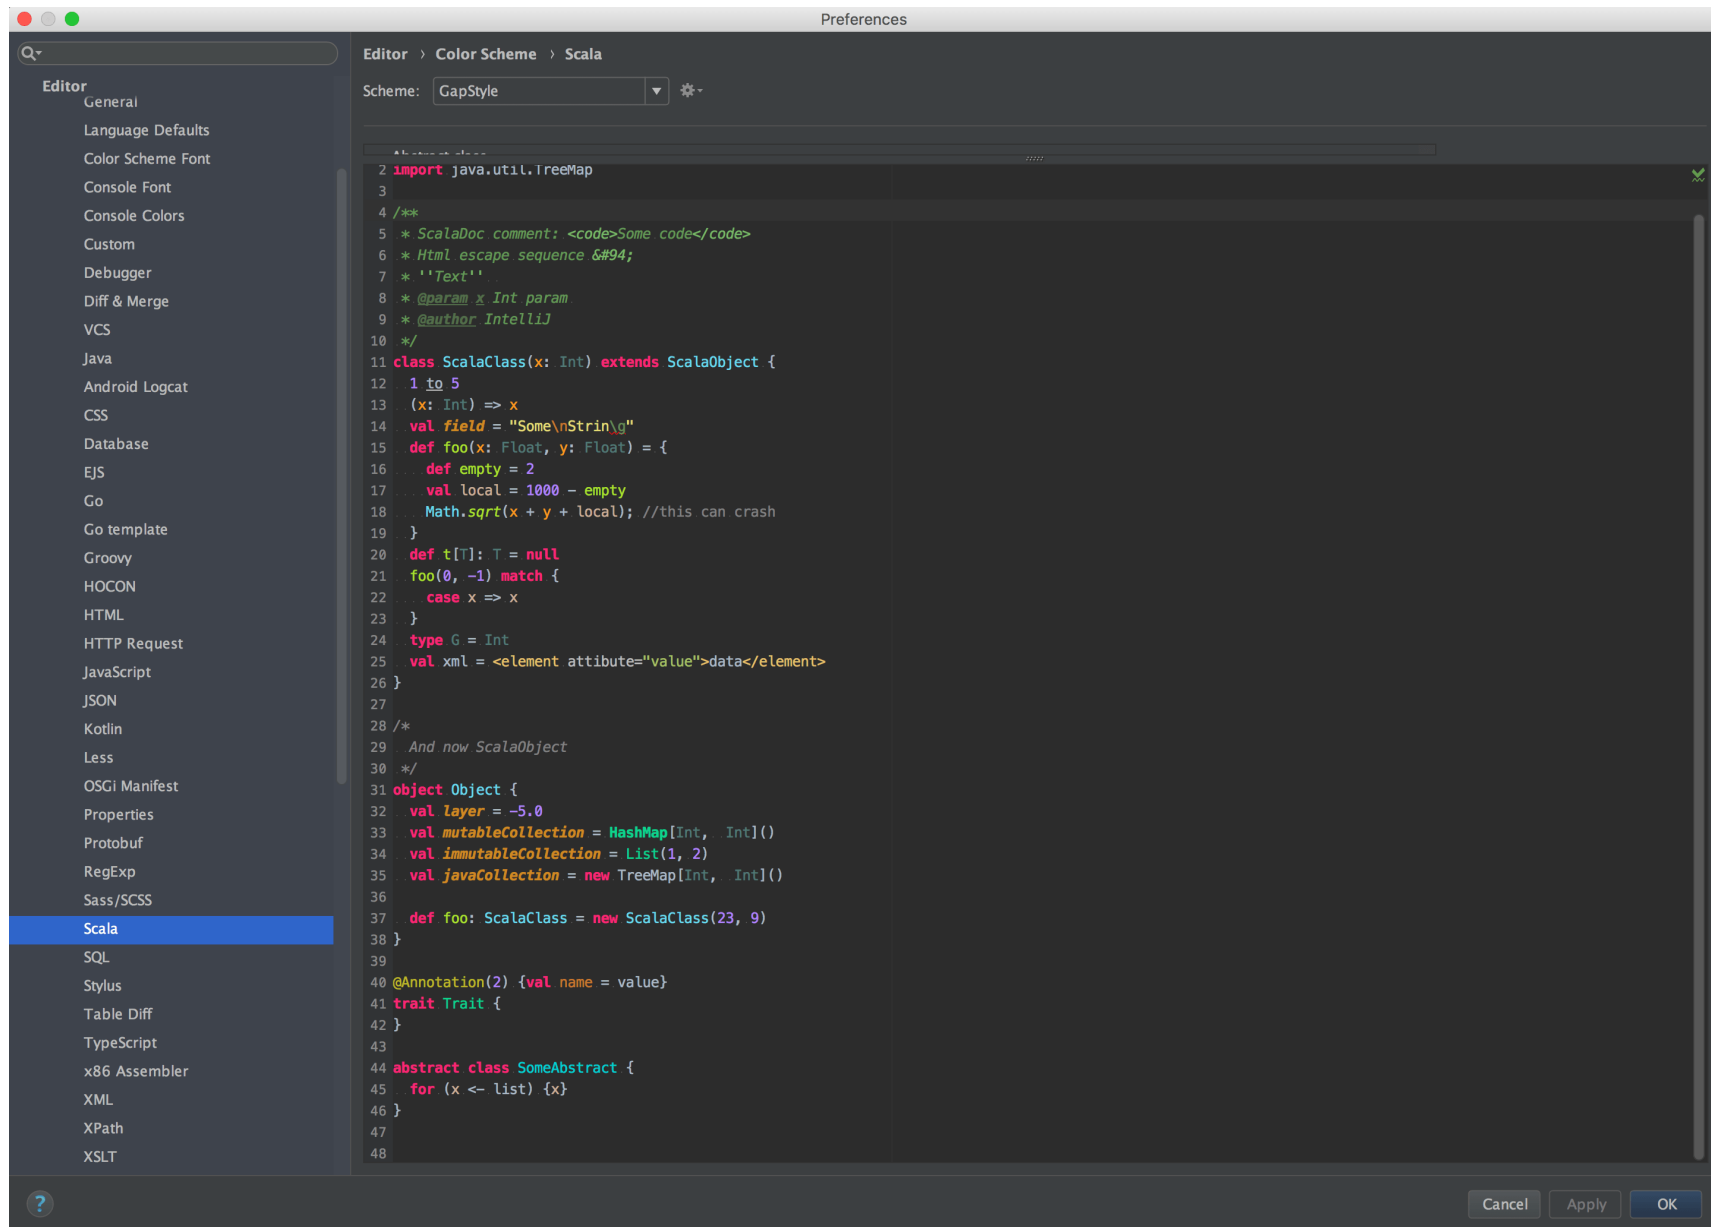 Preferences
Editor
General
Language Defaults
Color Scheme Font
Console Font
Console Colors
Custom
Debugger
Diff & Merge
VCS
Java
Android Logcat
CSS
Database
EJS
Go
Go template
Groovy
HOCON
HTML
HTTP Request
JavaScript
JSON
Kotlin
Less
OSGi Manifest
Properties
Protobuf
RegExp
Sass/SCSS
Scala
SQL
Stylus
Table Diff
TypeScript
x86 Assembler
XML
XPath
XSLT
Editor › Color Scheme › Scala
Scheme: GapStyle
Abstract class
2 import java.util.TreeMap
3
4 /**
5  * ScalaDoc comment: <code>Some code</code>
6  * Html escape sequence &#94;
7  * ''Text''
8  * @param x Int param
9  * @author IntelliJ
10  */
11 class ScalaClass(x: Int) extends ScalaObject {
12   1 to 5
13   (x: Int) => x
14   val field = "Some\nStrin\g"
15   def foo(x: Float, y: Float) = {
16     def empty = 2
17     val local = 1000 - empty
18     Math.sqrt(x + y + local); //this can crash
19   }
20   def t[T]: T = null
21   foo(0, -1) match {
22     case x => x
23   }
24   type G = Int
25   val xml = <element attibute="value">data</element>
26 }
27
28 /*
29   And now ScalaObject
30  */
31 object Object {
32   val layer = -5.0
33   val mutableCollection = HashMap[Int,  Int]()
34   val immutableCollection = List(1, 2)
35   val javaCollection = new TreeMap[Int,  Int]()
36
37   def foo: ScalaClass = new ScalaClass(23, 9)
38 }
39
40 @Annotation(2) {val name = value}
41 trait Trait {
42 }
43
44 abstract class SomeAbstract {
45   for (x <- list) {x}
46 }
47
48
?
Cancel
Apply
OK